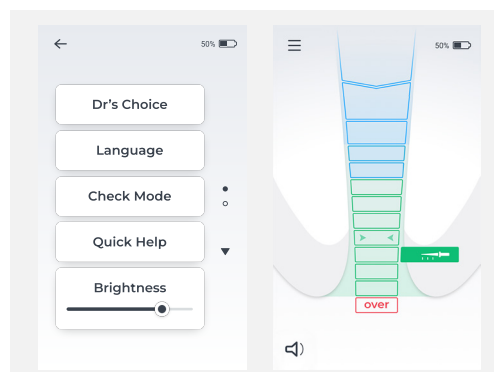 50%
Dr's Choice
Language
Check Mode
Quick Help
Brightness
50%
over